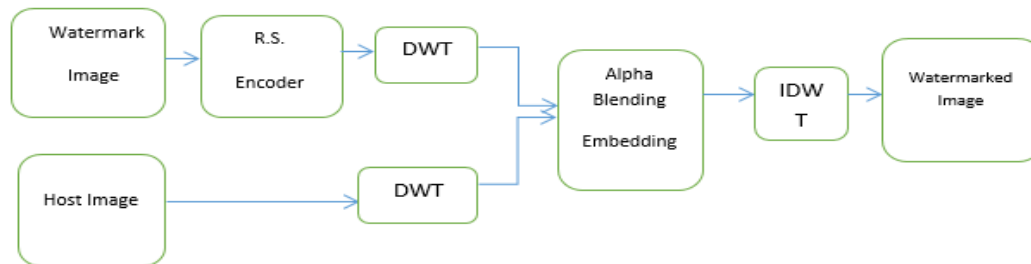 Watermark
Image
R.S.
Encoder
DWT
Alpha
Blending
Embedding
IDW
T
Watermarked
Image
Host Image
DWT